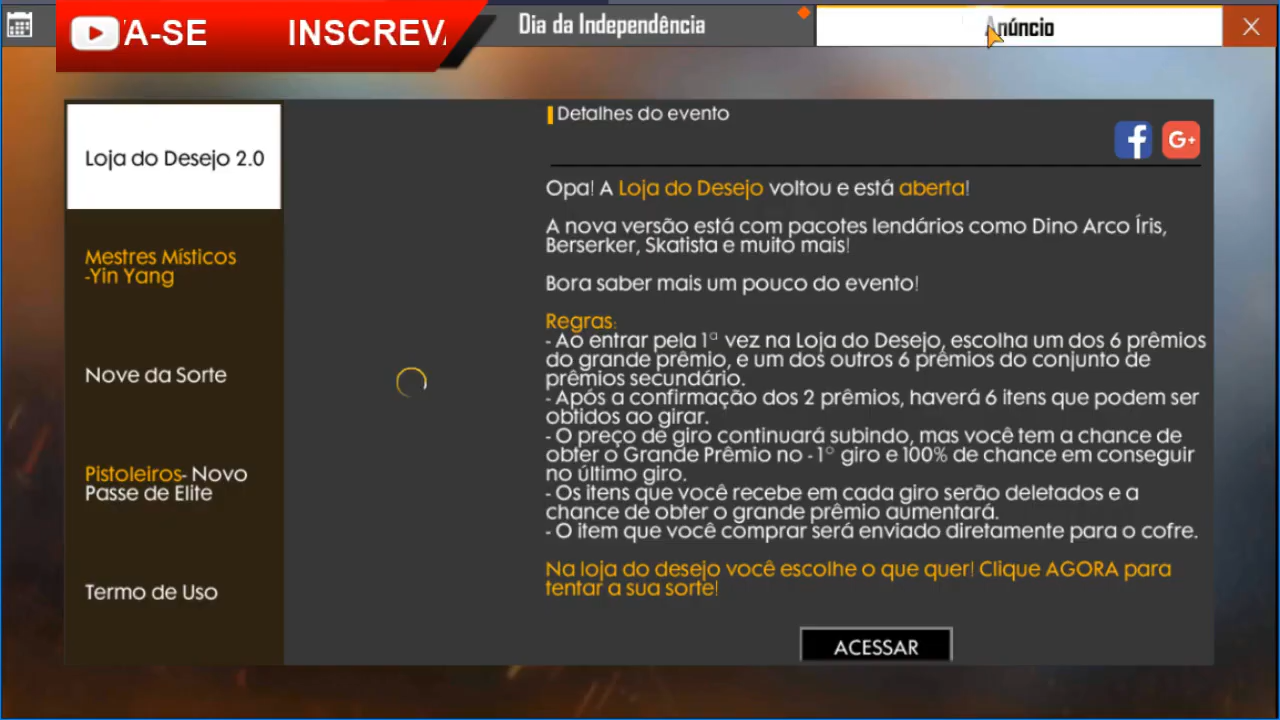 VA-SE INSCREVA
Dia da Independência
Anúncio
Loja do Desejo 2.0
Mestres Místicos
-Yin Yang
Nove da Sorte
Pistoleiros- Novo
Passe de Elite
Termo de Uso
Detalhes do evento
f G+
Opa! A Loja do Desejo voltou e está aberta!
A nova versão está com pacotes lendários como Dino Arco Íris,
Berserker, Skatista e muito mais!
Bora saber mais um pouco do evento!
Regras:
- Ao entrar pela 1ª vez na Loja do Desejo, escolha um dos 6 prêmios
do grande prêmio, e um dos outros 6 prêmios do conjunto de
prêmios secundário.
- Após a confirmação dos 2 prêmios, haverá 6 itens que podem ser
obtidos ao girar.
- O preço de giro continuará subindo, mas você tem a chance de
obter o Grande Prêmio no - 1° giro e 100% de chance em conseguir
no último giro.
- Os itens que você recebe em cada giro serão deletados e a
chance de obter o grande prêmio aumentará.
- O item que você comprar será enviado diretamente para o cofre.
Na loja do desejo você escolhe o que quer! Clique AGORA para
tentar a sua sorte!
ACESSAR